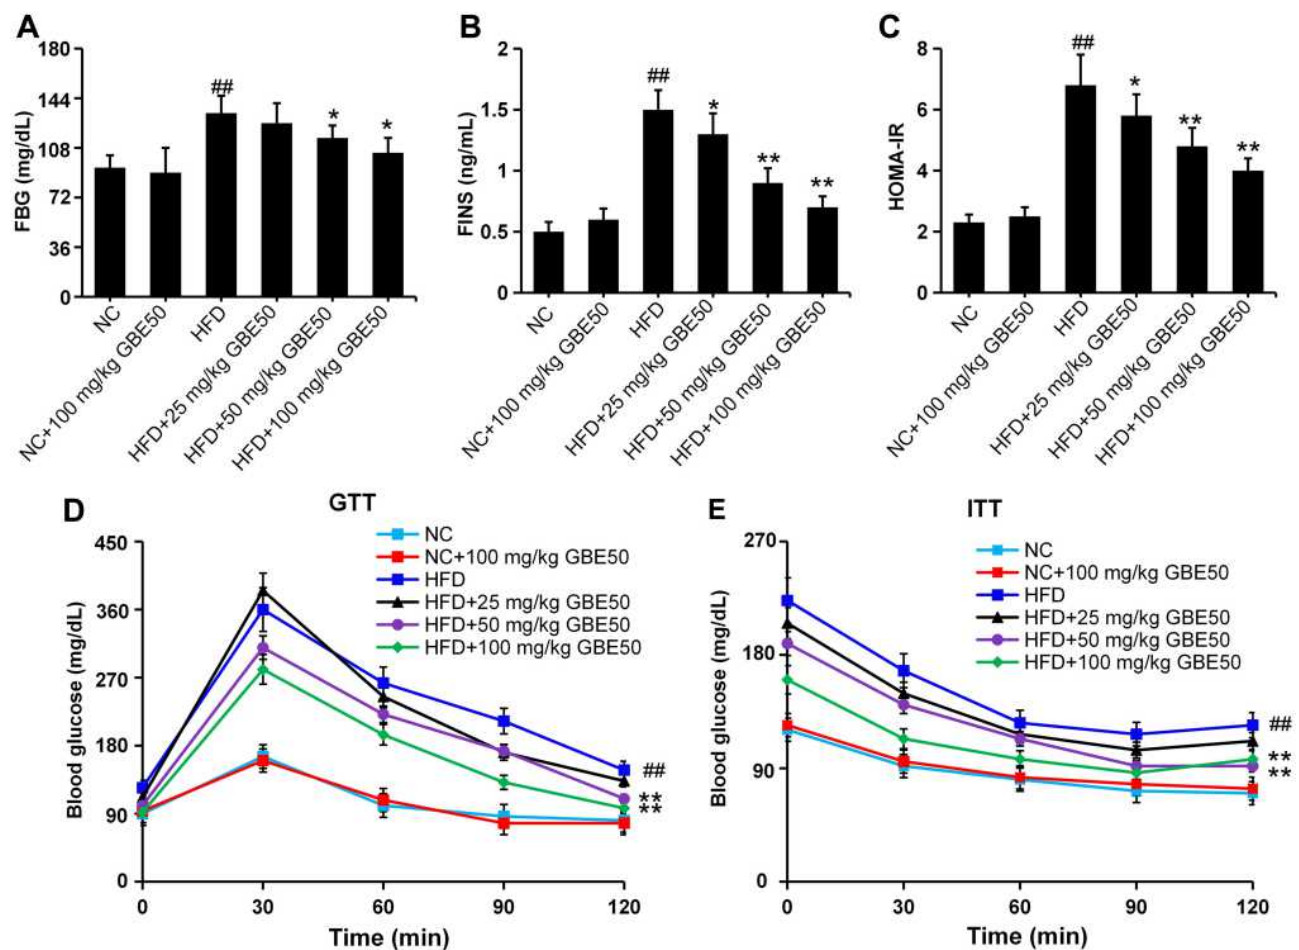 A
180
144
108
72
36
0
FBG (mg/dL)
##
*
*
NC
NC+100 mg/kg GBE50
HFD
HFD+25 mg/kg GBE50
HFD+50 mg/kg GBE50
HFD+100 mg/kg GBE50
B
2
1.5
1
0.5
0
FINS (ng/mL)
##
*
**
**
NC
NC+100 mg/kg GBE50
HFD
HFD+25 mg/kg GBE50
HFD+50 mg/kg GBE50
HFD+100 mg/kg GBE50
C
8
6
4
2
0
HOMA-IR
##
*
**
**
NC
NC+100 mg/kg GBE50
HFD
HFD+25 mg/kg GBE50
HFD+50 mg/kg GBE50
HFD+100 mg/kg GBE50
D
GTT
NC
NC+100 mg/kg GBE50
HFD
HFD+25 mg/kg GBE50
HFD+50 mg/kg GBE50
HFD+100 mg/kg GBE50
450
360
270
180
90
0
Blood glucose (mg/dL)
##
**
**
0 30 60 90 120
Time (min)
E
ITT
NC
NC+100 mg/kg GBE50
HFD
HFD+25 mg/kg GBE50
HFD+50 mg/kg GBE50
HFD+100 mg/kg GBE50
270
180
90
0
Blood glucose (mg/dL)
##
**
**
0 30 60 90 120
Time (min)